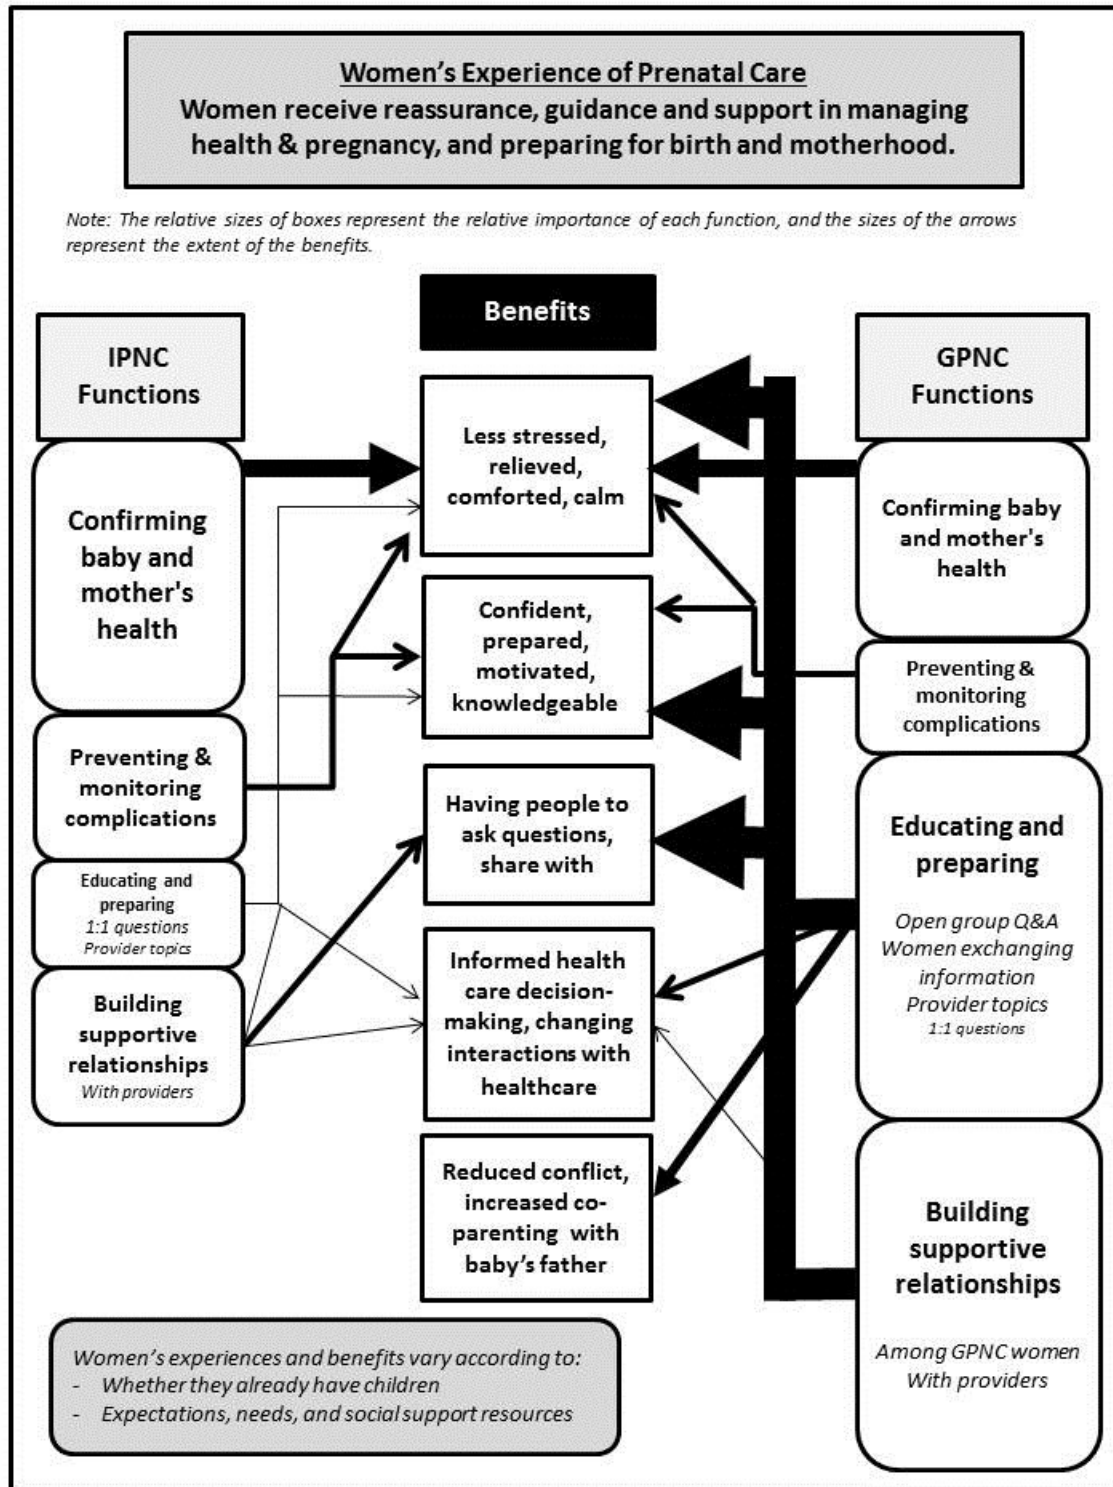 Women's Experience of Prenatal Care
Women receive reassurance, guidance and support in managing
health & pregnancy, and preparing for birth and motherhood.
Note: The relative sizes of boxes represent the relative importance of each function, and the sizes of the arrows
represent the extent of the benefits.
Benefits
IPNC
Functions
GPNC
Functions
Confirming
baby and
mother's
health
Preventing &
monitoring
complications
Educating and
preparing
1:1 questions
Provider topics
Building
supportive
relationships
With providers
Less stressed,
relieved,
comforted, calm
Confident,
prepared,
motivated,
knowledgeable
Having people to
ask questions,
share with
Informed health
care decision-
making, changing
interactions with
healthcare
Reduced conflict,
increased co-
parenting with
baby's father
Confirming baby
and mother's
health
Preventing &
monitoring
complications
Educating and
preparing
Open group Q&A
Women exchanging
information
Provider topics
1:1 questions
Building
supportive
relationships
Among GPNC women
With providers
Women's experiences and benefits vary according to:
- Whether they already have children
- Expectations, needs, and social support resources